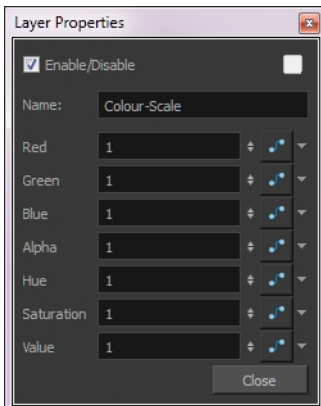 Layer Properties
Enable/Disable
Name: Colour-Scale
Red 1
Green 1
Blue 1
Alpha 1
Hue 1
Saturation 1
Value 1
Close